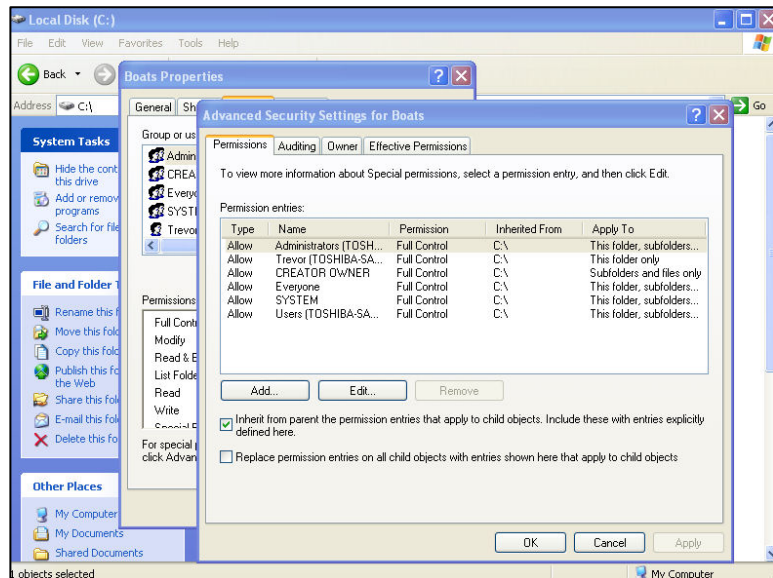 Local Disk (C:)
File Edit View Favorites Tools Help
Back
Address C:\ Go
System Tasks
Hide the cont
this drive
Add or remov
programs
Search for file
folders
File and Folder T
Rename this f
Move this fold
Copy this fold
Publish this fo
the Web
Share this fold
E-mail this fold
Delete this fo
Other Places
My Computer
My Documents
Shared Documents
1 objects selected
My Computer
Boats Properties
General Sh
Group or us
Admin
CREA
Everyo
SYSTE
Trevor
Permissions
Full Contr
Modify
Read & E
List Folde
Read
Write
Special P
For special p
click Advan
Advanced Security Settings for Boats
Permissions Auditing Owner Effective Permissions
To view more information about Special permissions, select a permission entry, and then click Edit.
Permission entries:
Type Name Permission Inherited From Apply To
Allow Administrators (TOSH... Full Control C:\ This folder, subfolders...
Allow Trevor (TOSHIBA-SA... Full Control C:\ This folder only
Allow CREATOR OWNER Full Control C:\ Subfolders and files only
Allow Everyone Full Control C:\ This folder, subfolders...
Allow SYSTEM Full Control C:\ This folder, subfolders...
Allow Users (TOSHIBA-SA... Full Control C:\ This folder, subfolders...
Add... Edit... Remove
Inherit from parent the permission entries that apply to child objects. Include these with entries explicitly
defined here.
Replace permission entries on all child objects with entries shown here that apply to child objects
OK Cancel Apply